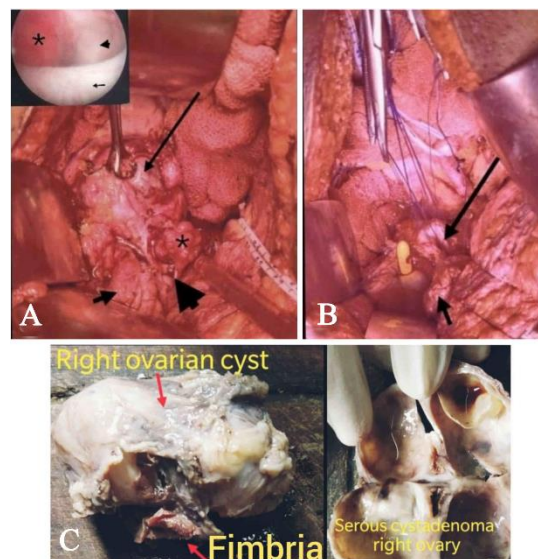 *
*
A
B
Right ovarian cyst
C
Fimbria
Serous cystadenoma
right ovary